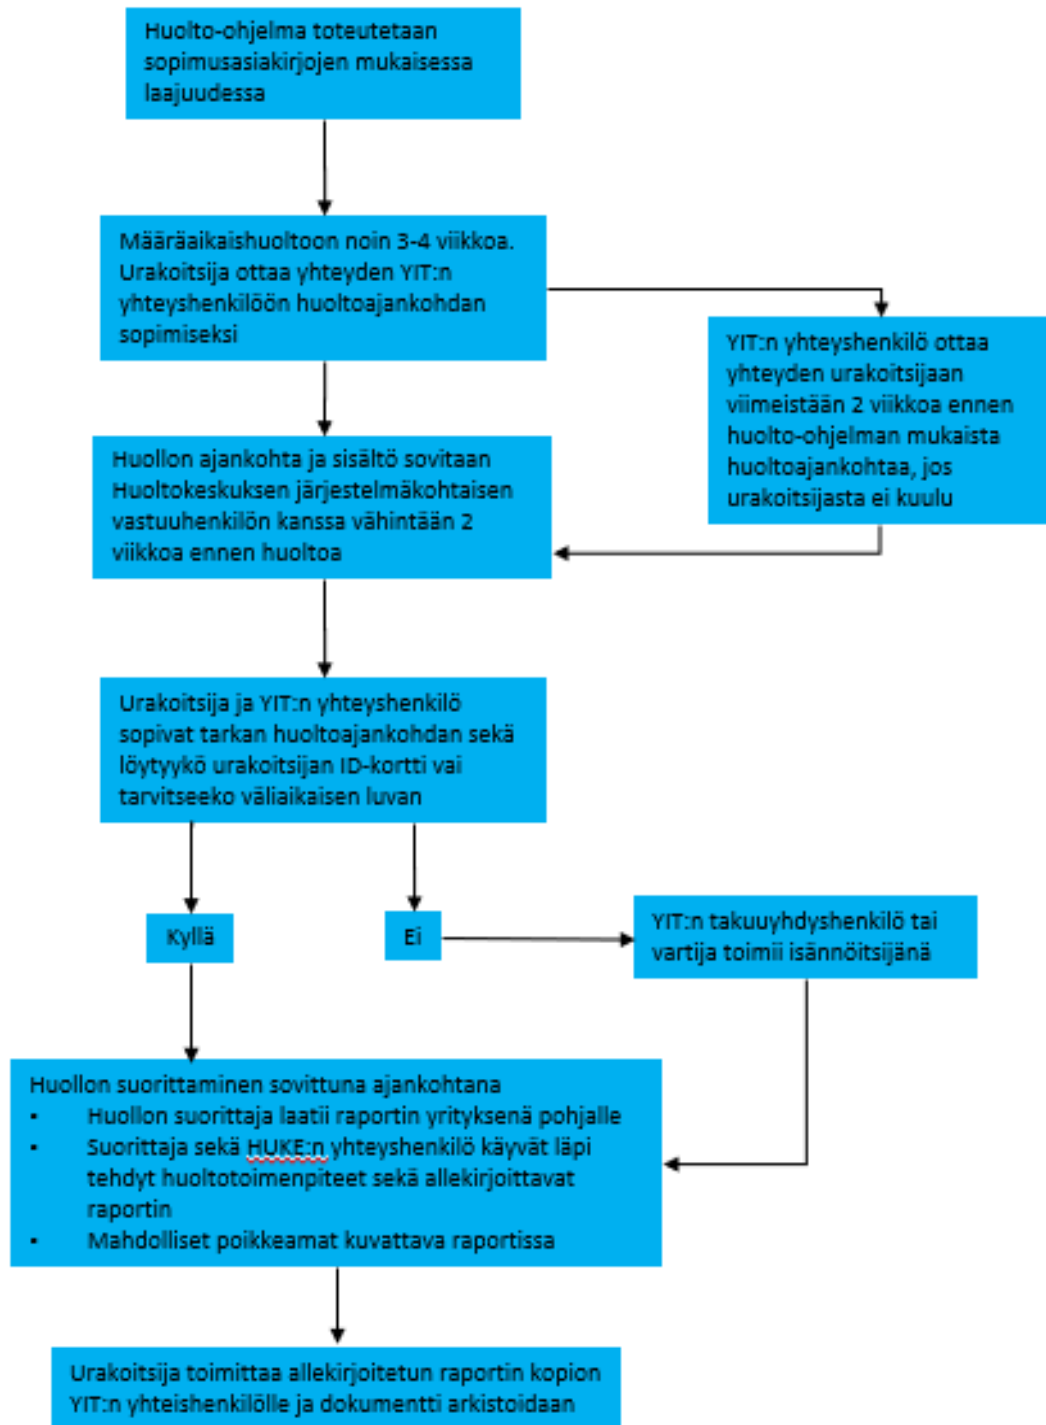 Huolto-ohjelma toteutetaan
sopimusasiakirjojen mukaisessa
laajuudessa
Määräaikaishuoltoon noin 3-4 viikkoa.
Urakoitsija ottaa yhteyden YIT:n
yhteyshenkilöön huoltoajankohdan
sopimiseksi
YIT:n yhteyshenkilö ottaa
yhteyden urakoitsijaan
viimeistään 2 viikkoa ennen
huolto-ohjelman mukaista
huoltoajankohtaa, jos
urakoitsijasta ei kuulu
Huollon ajankohta ja sisältö sovitaan
Huoltokeskuksen järjestelmäkohtaisen
vastuuhenkilön kanssa vähintään 2
viikkoa ennen huoltoa
Urakoitsija ja YIT:n yhteyshenkilö
sopivat tarkan huoltoajankohdan sekä
löytyykö urakoitsijan ID-kortti vai
tarvitseeko väliaikaisen luvan
Kyllä
Ei
YIT:n takuuyhdyshenkilö tai
vartija toimii isännöitsijänä
Huollon suorittaminen sovittuna ajankohtana
▪ Huollon suorittaja laatii raportin yrityksenä pohjalle
▪ Suorittaja sekä HUKE:n yhteyshenkilö käyvät läpi
tehdyt huoltotoimenpiteet sekä allekirjoittavat
raportin
▪ Mahdolliset poikkeamat kuvattava raportissa
Urakoitsija toimittaa allekirjoitetun raportin kopion
YIT:n yhteishenkilölle ja dokumentti arkistoidaan